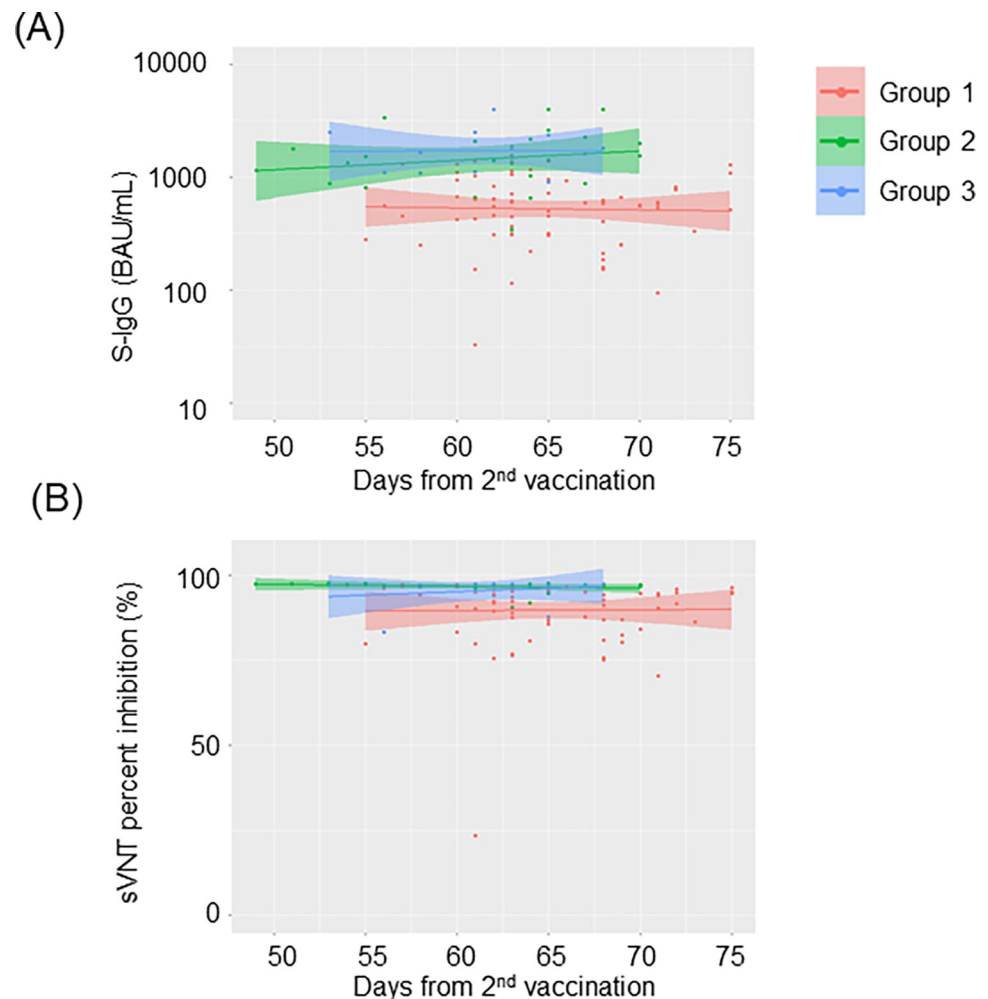 (A)
S-IgG (BAU/mL)
10000
1000
100
10
50 55 60 65 70 75
Days from 2nd vaccination
Group 1
Group 2
Group 3
(B)
sVNT percent inhibition (%)
100
50
0
50 55 60 65 70 75
Days from 2nd vaccination